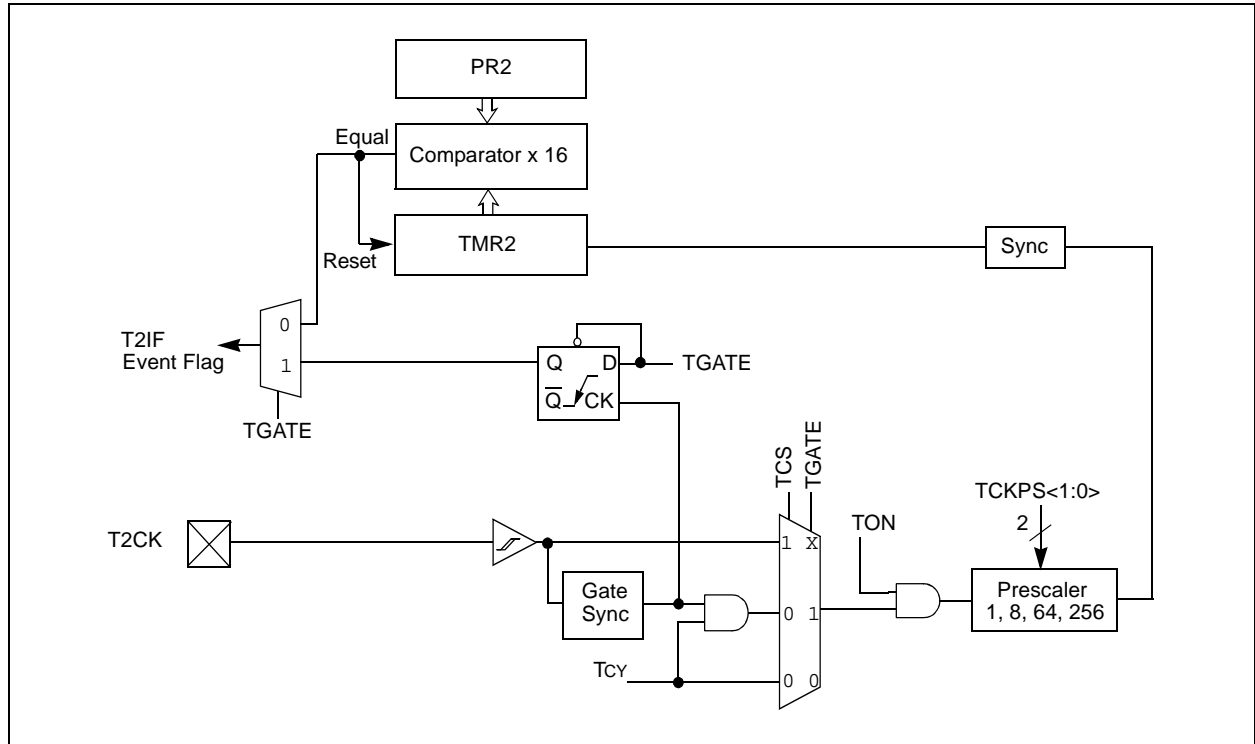 PR2
Equal
Comparator x 16
TMR2
Reset
Sync
0
T2IF
Event Flag
1
Q
D
TGATE
Q̅
CK
TGATE
TCS
TGATE
TCKPS<1:0>
2
TON
T2CK
1 X
Prescaler
1, 8, 64, 256
Gate
Sync
0 1
TCY
0 0